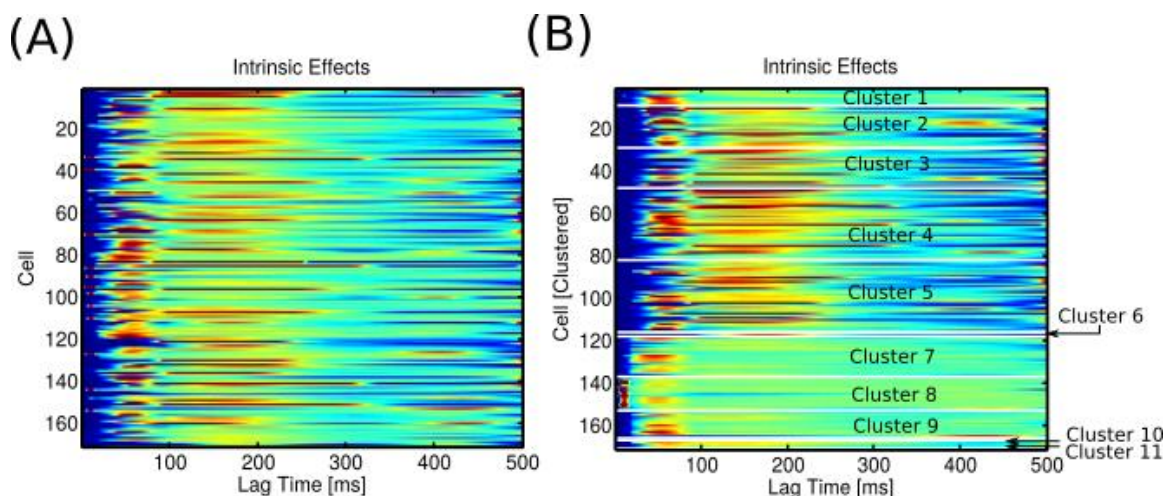 (A)
Intrinsic Effects
Cell
20
40
60
80
100
120
140
160
100
200
300
400
500
Lag Time [ms]
(B)
Intrinsic Effects
Cell [Clustered]
20
40
60
80
100
120
140
160
Cluster 1
Cluster 2
Cluster 3
Cluster 4
Cluster 5
Cluster 6
Cluster 7
Cluster 8
Cluster 9
Cluster 10
Cluster 11
100
200
300
400
500
Lag Time [ms]